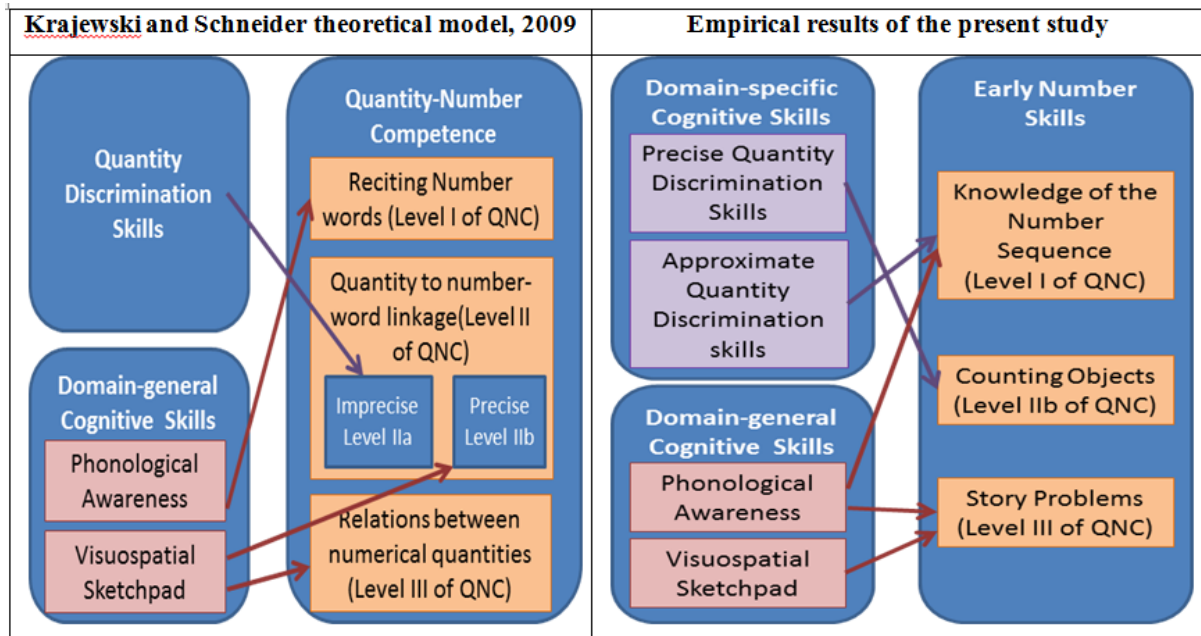 Krajewski and Schneider theoretical model, 2009
Quantity
Discrimination
Skills
Domain-general
Cognitive Skills
Phonological
Awareness
Visuospatial
Sketchpad
Quantity-Number
Competence
Reciting Number
words (Level I of QNC)
Quantity to number-
word linkage(Level II
of QNC)
Imprecise
Level IIa
Precise
Level IIb
Relations between
numerical quantities
(Level III of QNC)
Empirical results of the present study
Domain-specific
Cognitive Skills
Precise Quantity
Discrimination
Skills
Approximate
Quantity
Discrimination
skills
Domain-general
Cognitive Skills
Phonological
Awareness
Visuospatial
Sketchpad
Early Number
Skills
Knowledge of the
Number
Sequence
(Level I of QNC)
Counting Objects
(Level IIb of QNC)
Story Problems
(Level III of QNC)